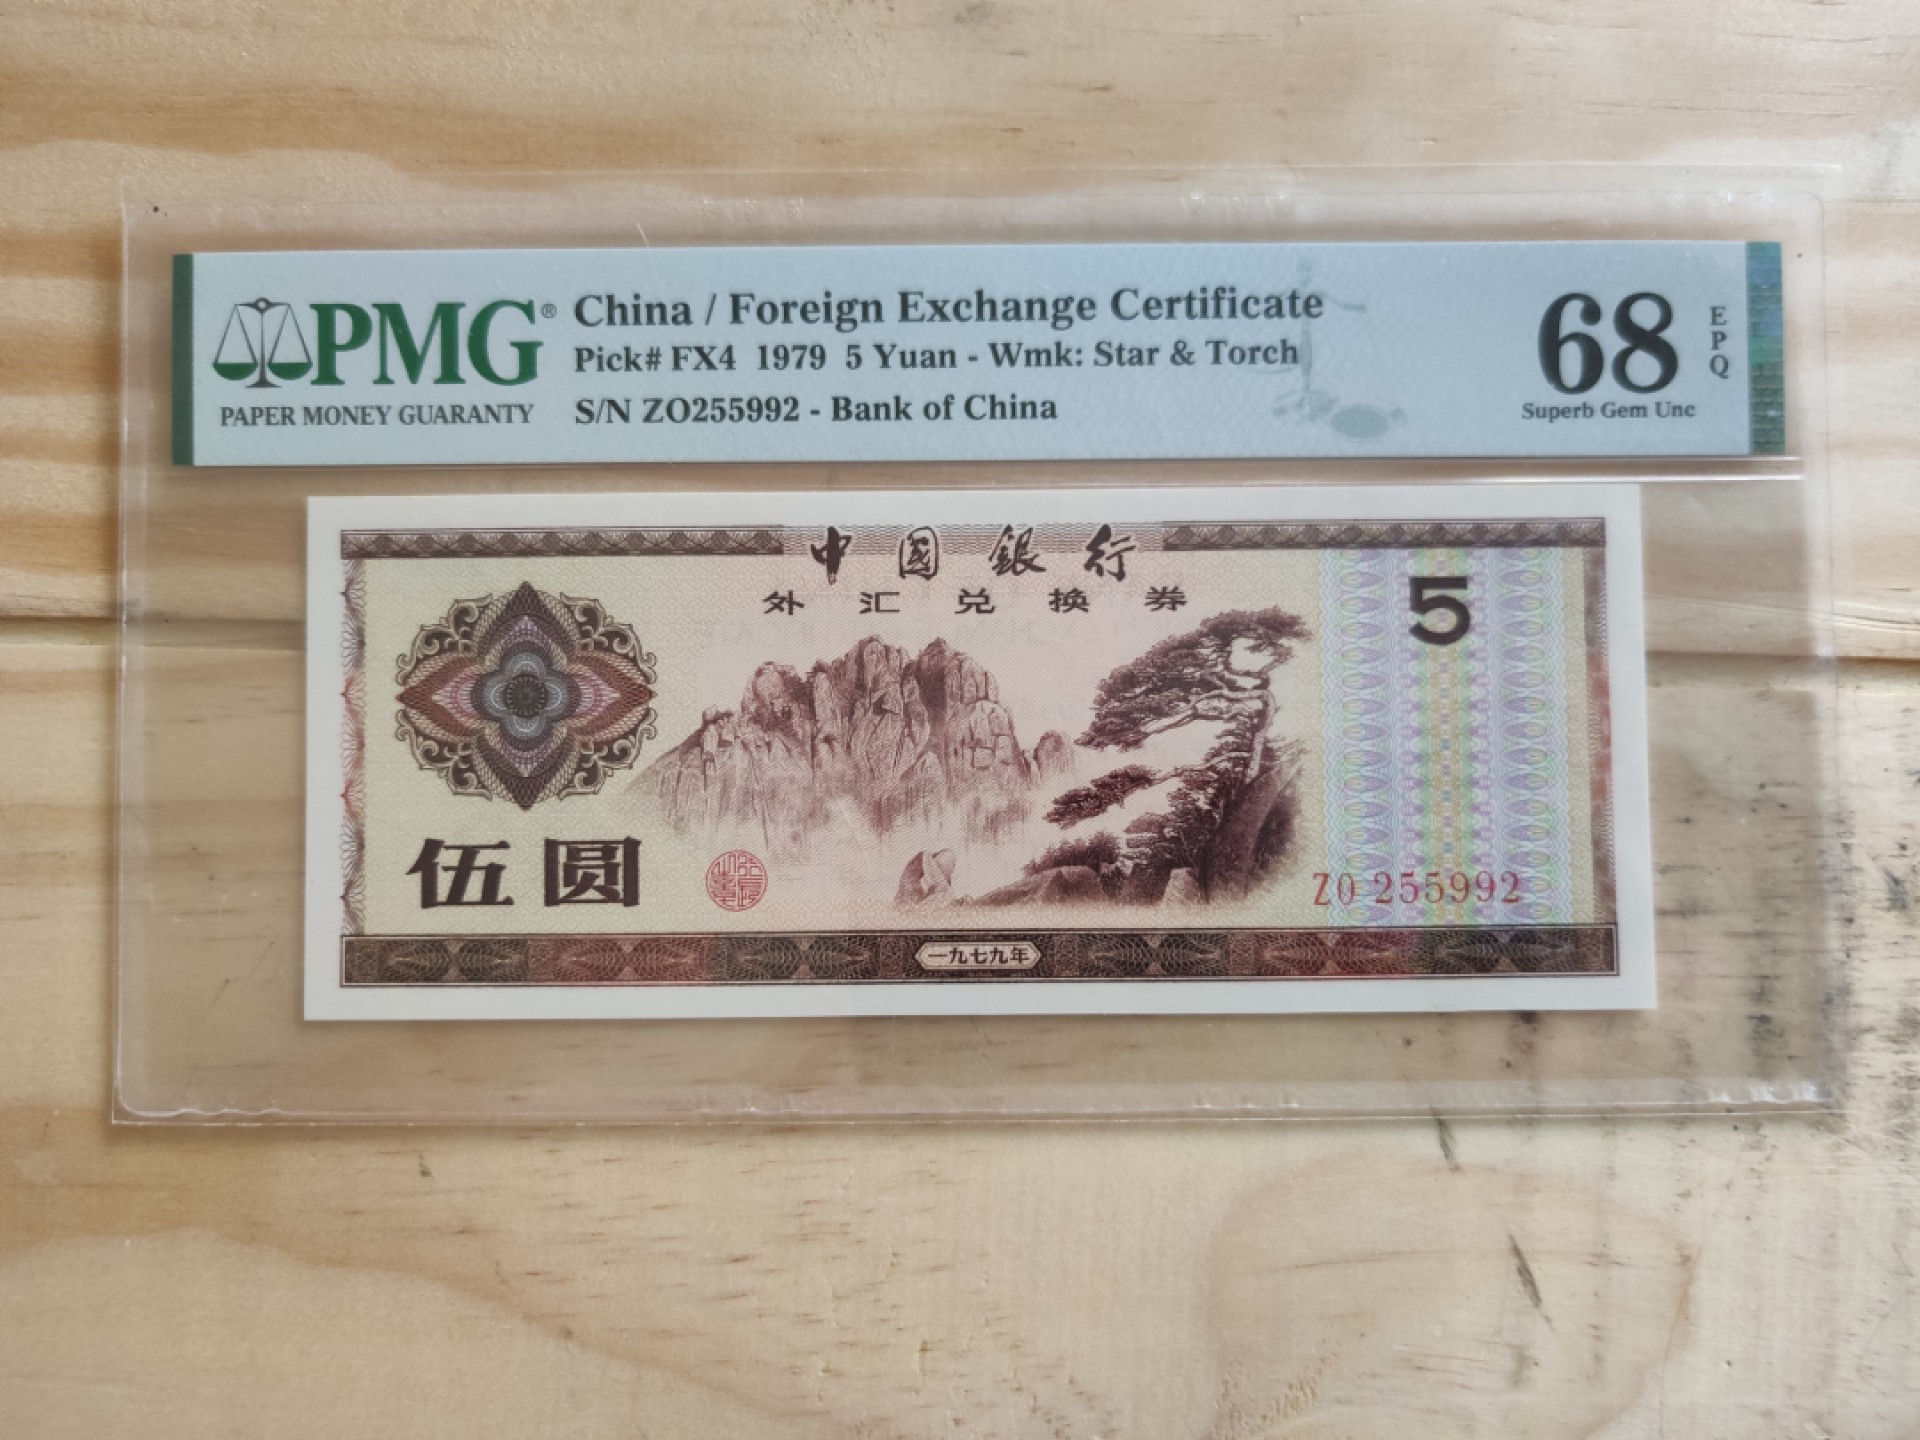 PMG®
PAPER MONEY GUARANTY
China / Foreign Exchange Certificate
Pick# FX4 1979 5 Yuan - Wmk: Star & Torch
S/N ZO255992 - Bank of China
68
EPQ
Superb Gem Unc
中國銀行
外汇兑换券
5
伍圆
ZO 255992
一九七九年